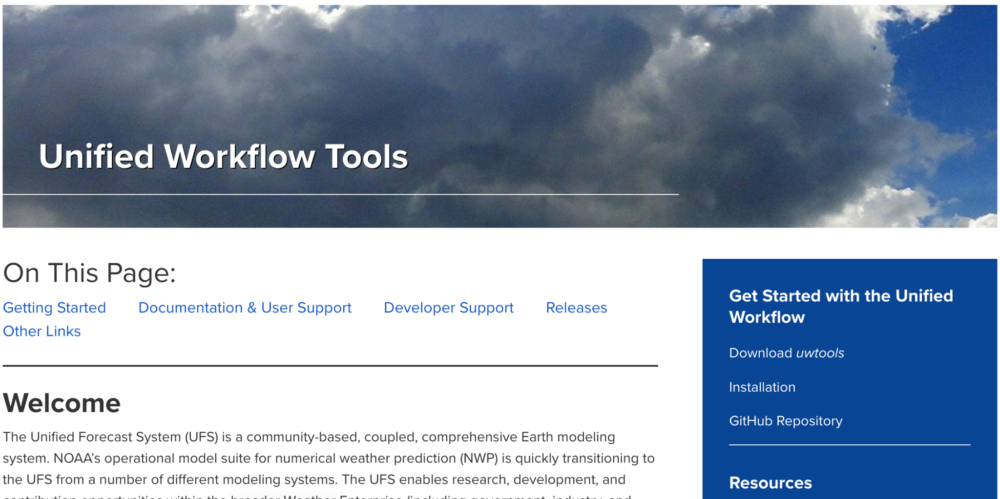 Unified Workflow Tools
On This Page:
Getting Started Documentation & User Support Developer Support Releases
Other Links
Welcome
The Unified Forecast System (UFS) is a community-based, coupled, comprehensive Earth modeling
system. NOAA’s operational model suite for numerical weather prediction (NWP) is quickly transitioning to
the UFS from a number of different modeling systems. The UFS enables research, development, and
contribution opportunities within the broader Weather Enterprise (including government, industry, and
Get Started with the Unified
Workflow
Download uwtools
Installation
GitHub Repository
Resources